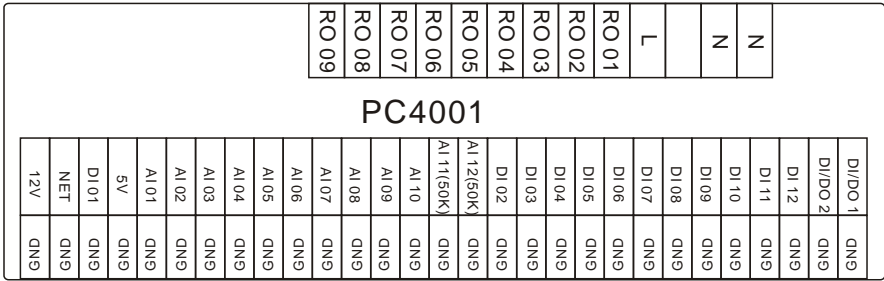 RO 09 RO 08 RO 07 RO 06 RO 05 RO 04 RO 03 RO 02 RO 01 L N N
PC4001
12V NET DI 01 5V AI 01 AI 02 AI 03 AI 04 AI 05 AI 06 AI 07 AI 08 AI 09 AI 10 AI 11(50K) AI 12(50K) DI 02 DI 03 DI 04 DI 05 DI 06 DI 07 DI 08 DI 09 DI 10 DI 11 DI 12 DI/DO 2 DI/DO 1
GND GND GND GND GND GND GND GND GND GND GND GND GND GND GND GND GND GND GND GND GND GND GND GND GND GND GND GND GND